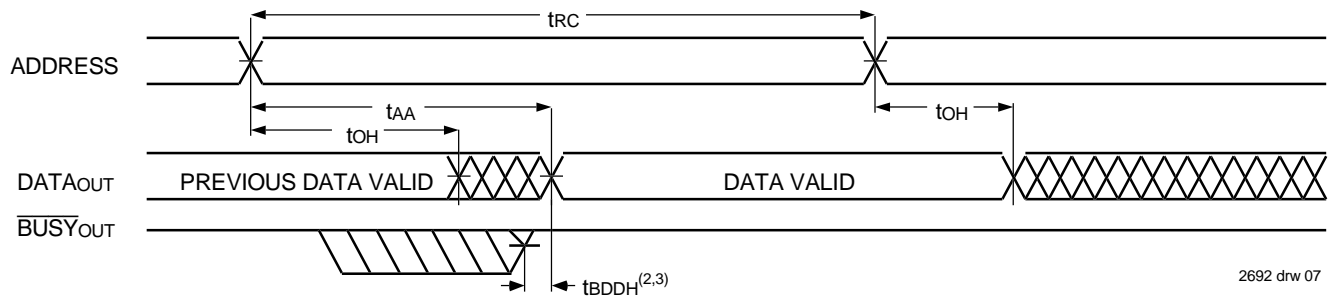 tRC
ADDRESS
tAA
tOH
tOH
DATAOUT
PREVIOUS DATA VALID
DATA VALID
BUSYOUT
tBDDH(2,3)
2692 drw 07